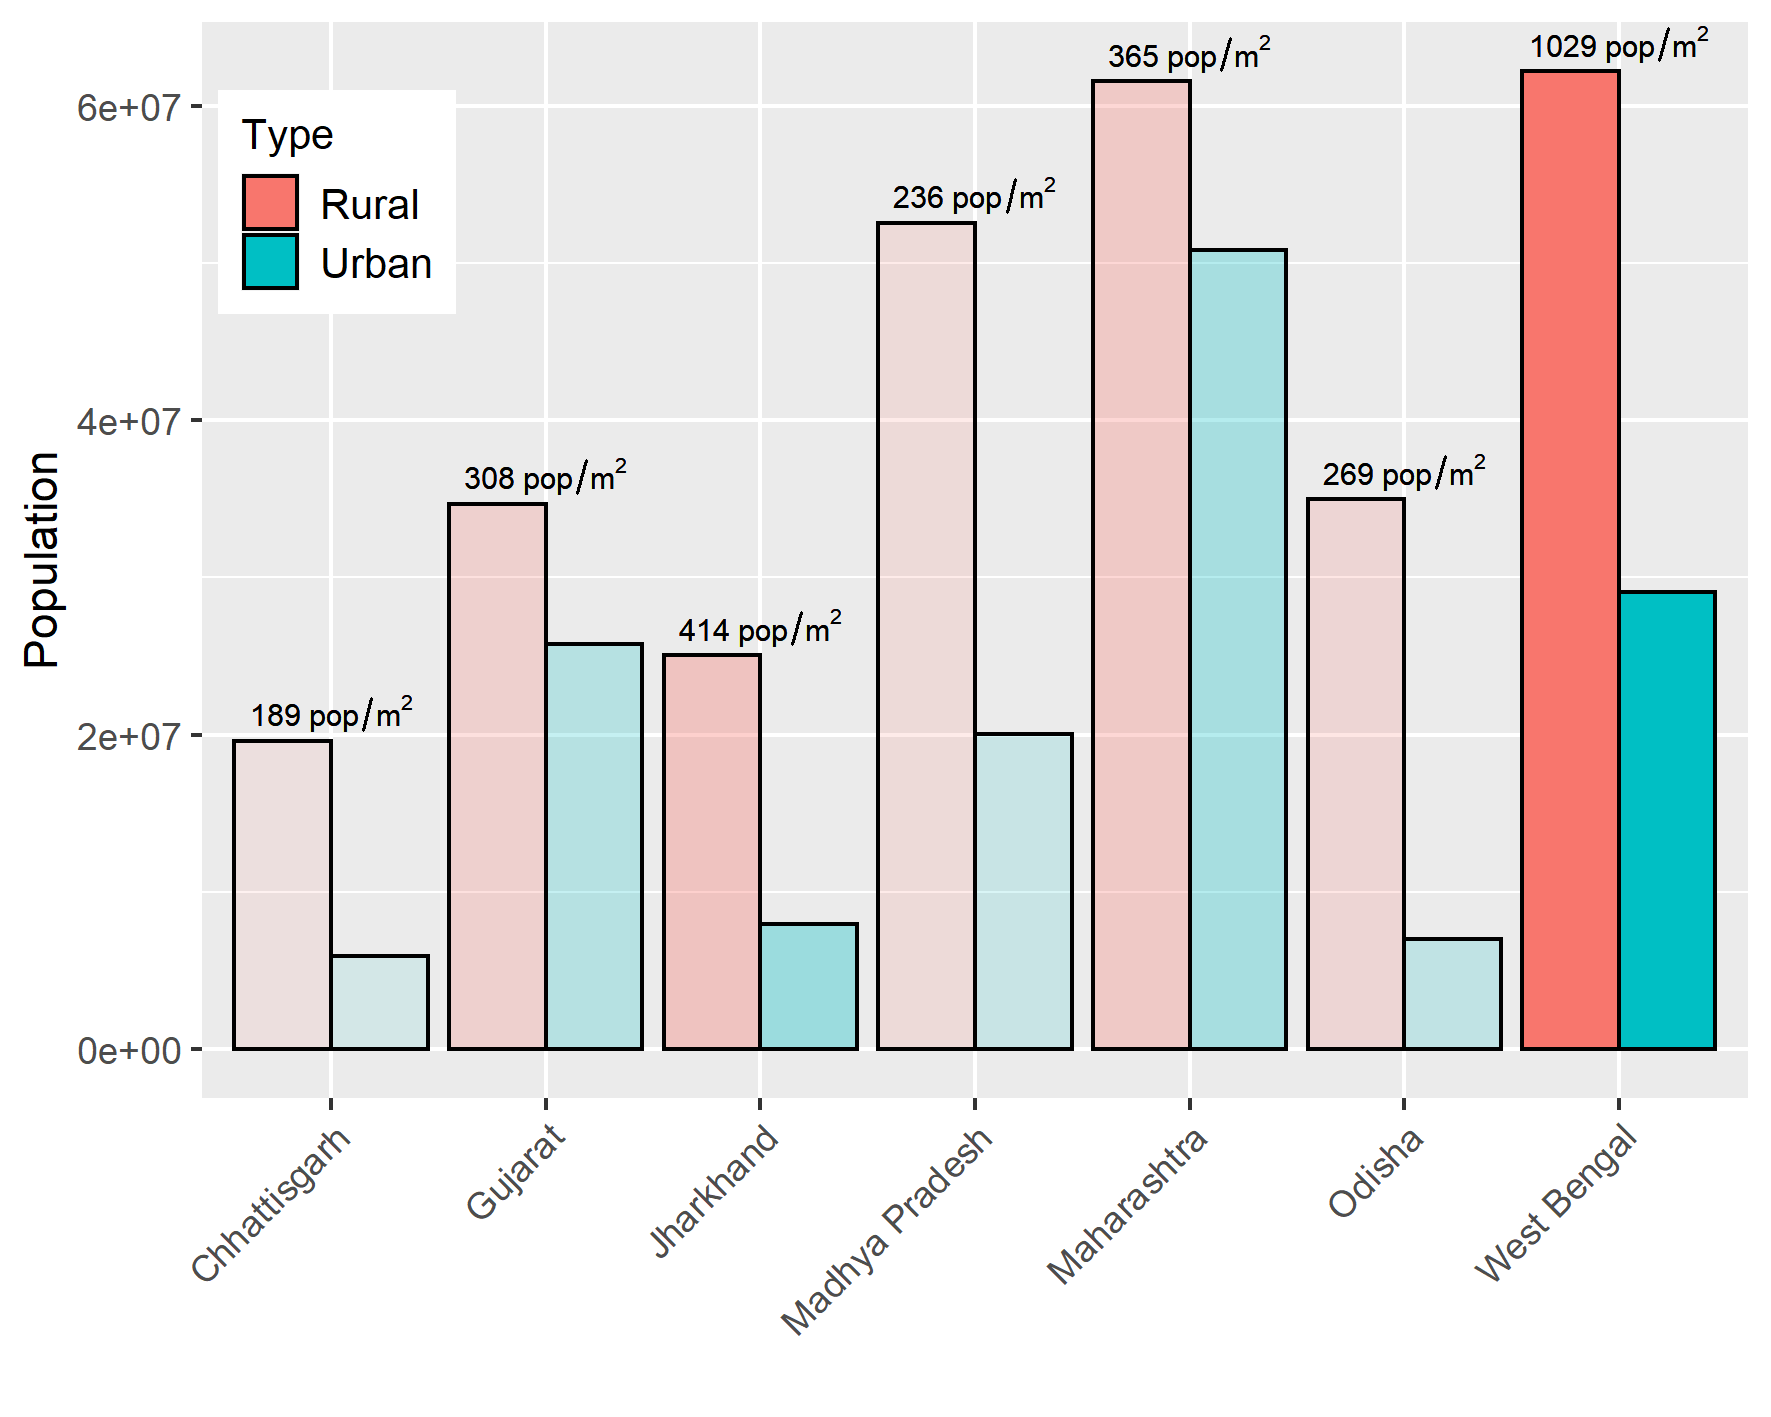 1029 pop/m²
365 pop/m²
6e+07
Type
Rural
Urban
236 pop/m²
4e+07
308 pop/m²
269 pop/m²
414 pop/m²
189 pop/m²
2e+07
0e+00
Population
Chhattisgarh
Gujarat
Jharkhand
Madhya Pradesh
Maharashtra
Odisha
West Bengal